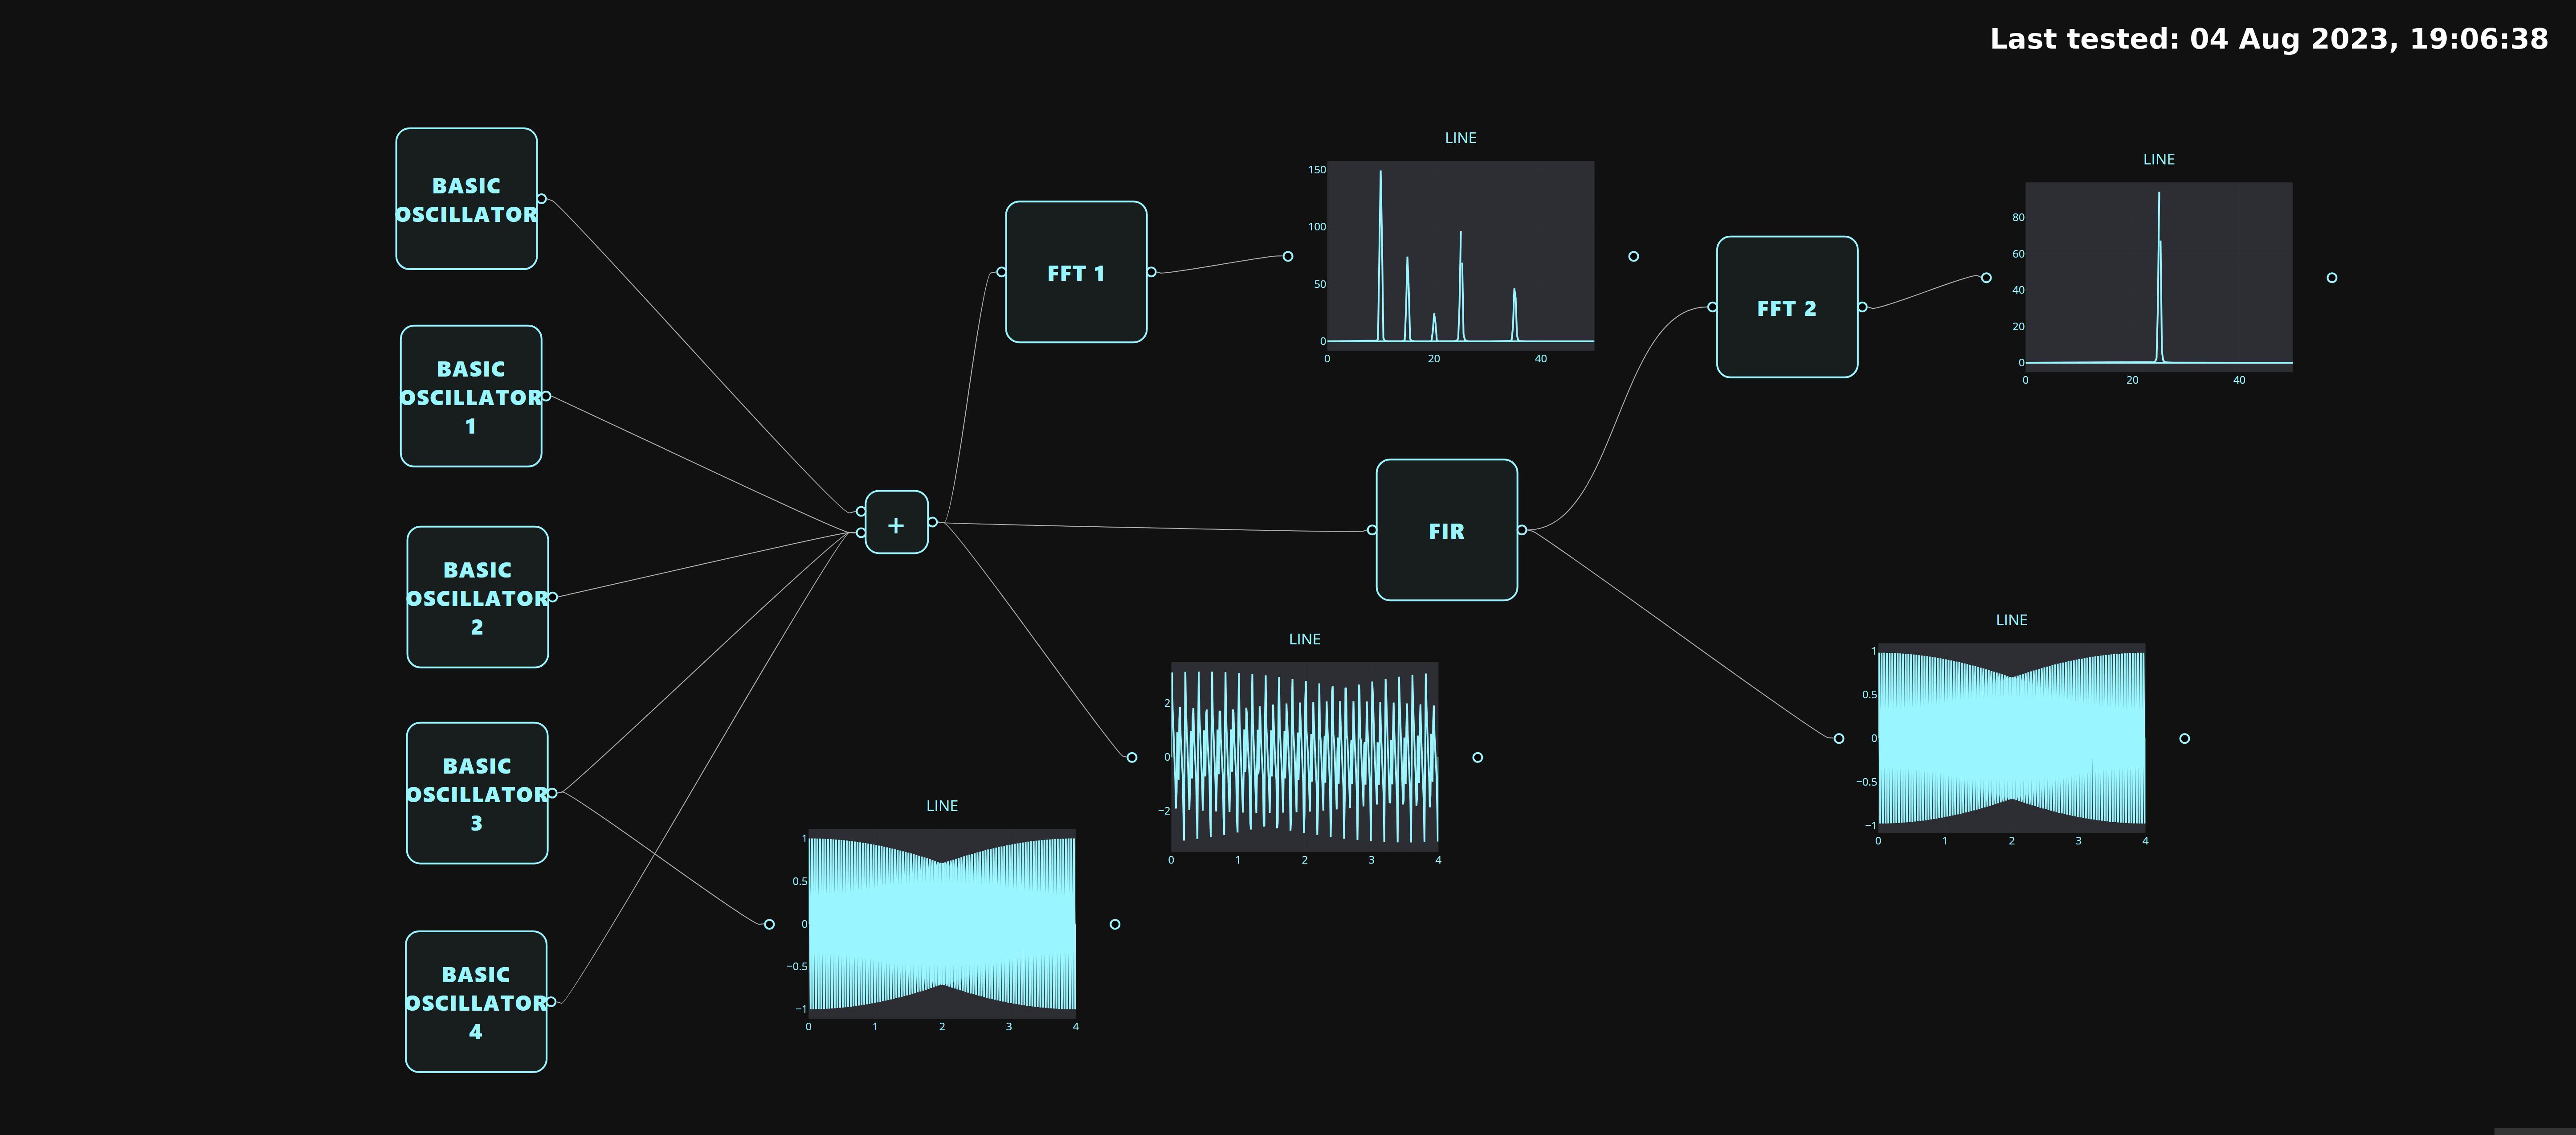 Last tested: 04 Aug 2023, 19:06:38
BASIC
OSCILLATOR
BASIC
OSCILLATOR
1
BASIC
OSCILLATOR
2
BASIC
OSCILLATOR
3
BASIC
OSCILLATOR
4
+
FFT 1
LINE
150
100
50
0
0 20 40
FIR
FFT 2
LINE
80
60
40
20
0
0 20 40
LINE
2
0
−2
0 1 2 3 4
LINE
1
0.5
0
−0.5
−1
0 1 2 3 4
LINE
1
0.5
0
−0.5
−1
0 1 2 3 4